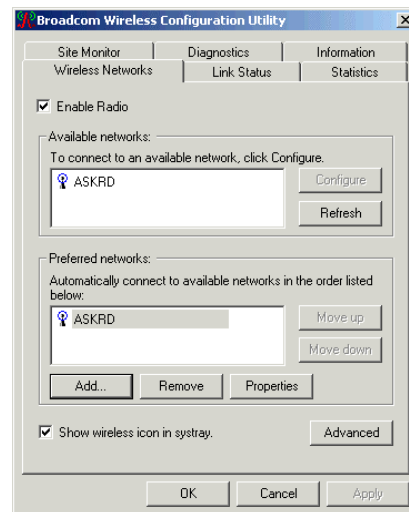 Broadcom Wireless Configuration Utility
Site Monitor Diagnostics Information
Wireless Networks Link Status Statistics
Enable Radio
Available networks:
To connect to an available network, click Configure.
ASKRD
Configure
Refresh
Preferred networks:
Automatically connect to available networks in the order listed
below:
ASKRD
Move up
Move down
Add... Remove Properties
Show wireless icon in systray.
Advanced
OK Cancel Apply